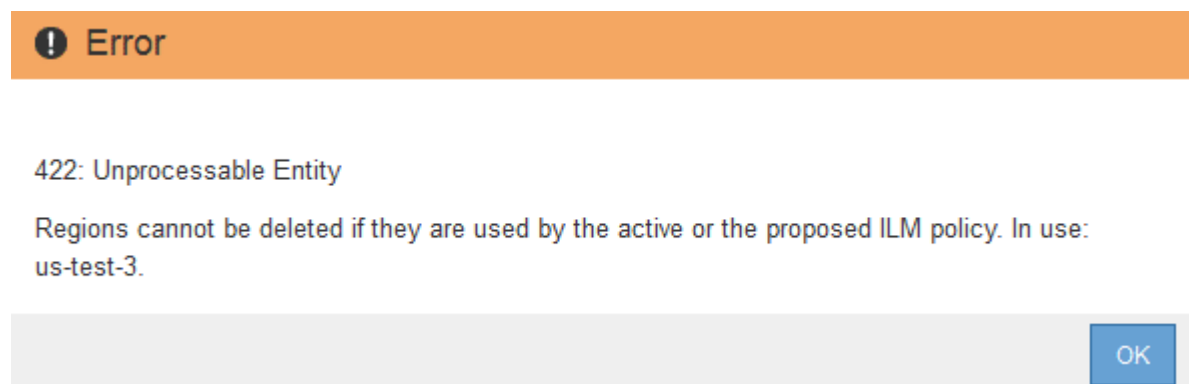 Error
422: Unprocessable Entity
Regions cannot be deleted if they are used by the active or the proposed ILM policy. In use:
us-test-3.
OK